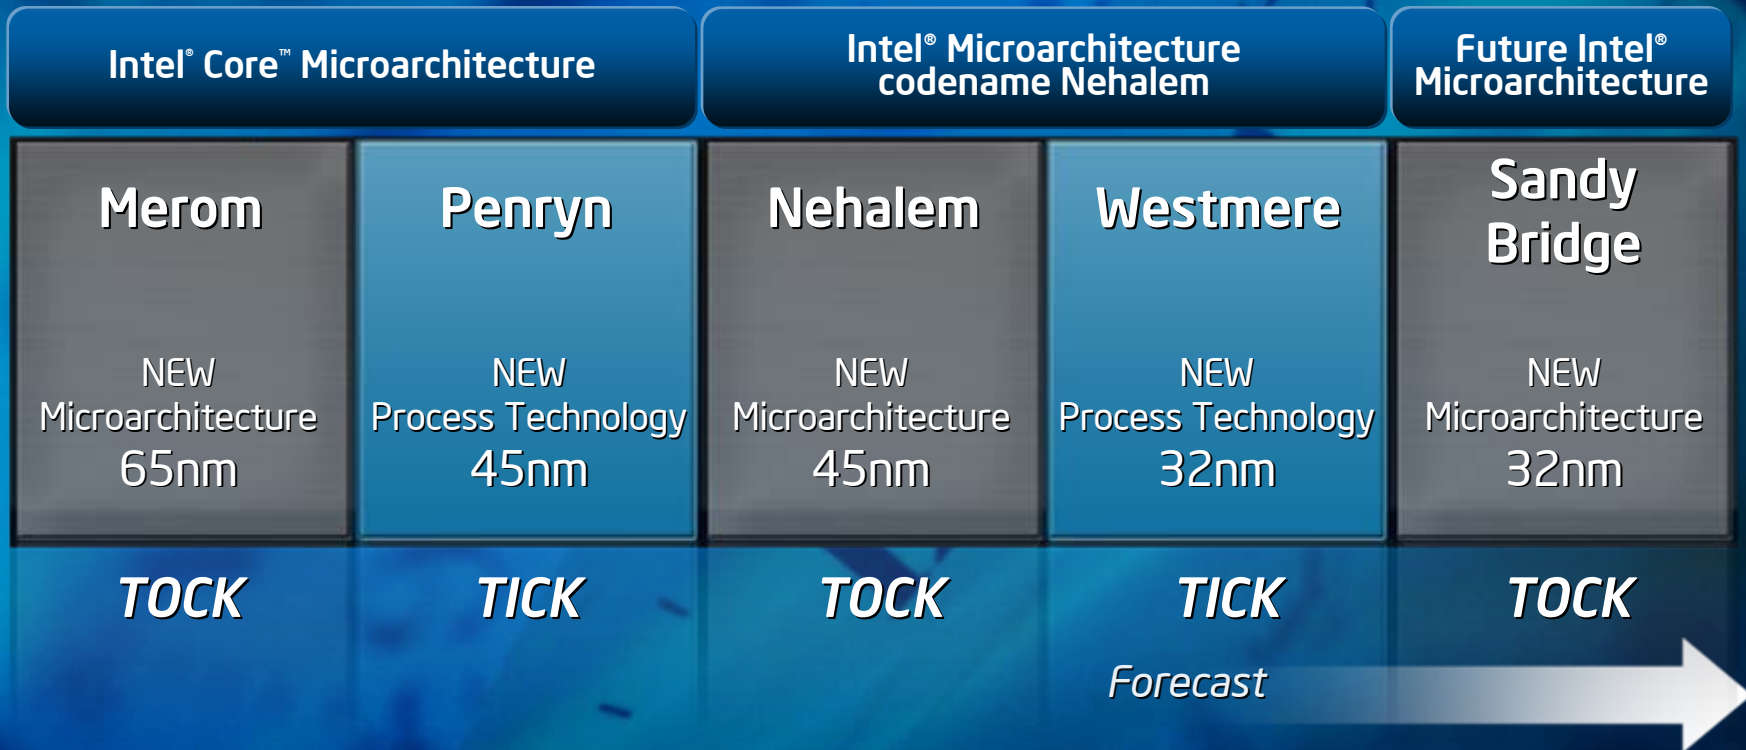 Intel® Core™ Microarchitecture
Intel® Microarchitecture
codename Nehalem
Future Intel®
Microarchitecture
Merom
NEW
Microarchitecture
65nm
TOCK
Penryn
NEW
Process Technology
45nm
TICK
Nehalem
NEW
Microarchitecture
45nm
TOCK
Westmere
NEW
Process Technology
32nm
TICK
Sandy
Bridge
NEW
Microarchitecture
32nm
TOCK
Forecast